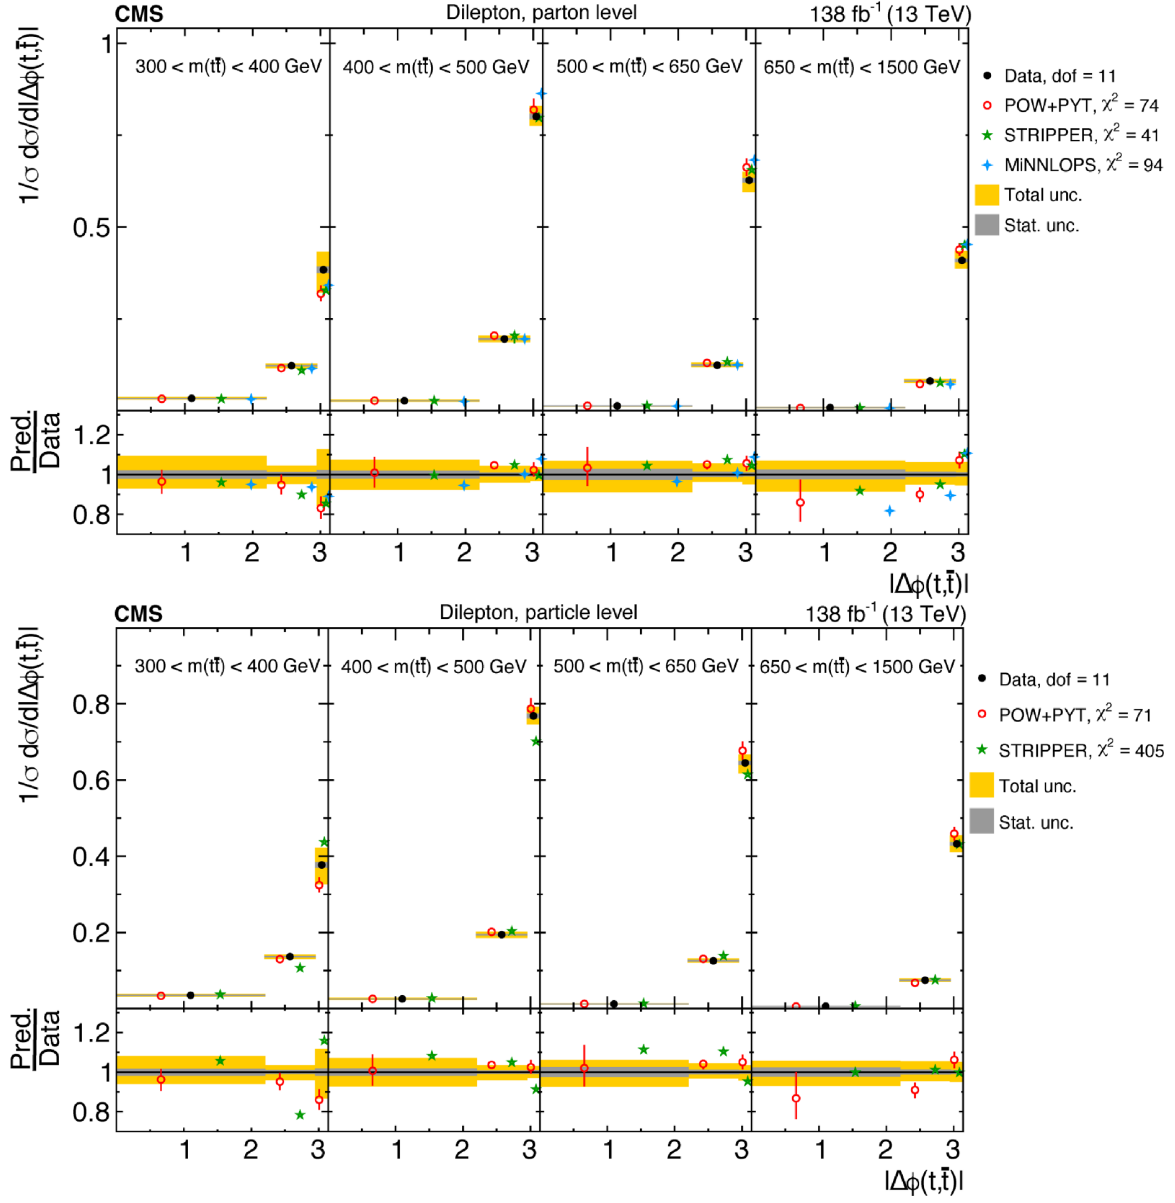 CMS Dilepton, parton level 138 fb⁻¹ (13 TeV)
1/σ dσ/d|Δϕ(t,t̄)|
1
0.5
300 < m(tt̄) < 400 GeV
400 < m(tt̄) < 500 GeV
500 < m(tt̄) < 650 GeV
650 < m(tt̄) < 1500 GeV
Data, dof = 11
POW+PYT, χ² = 74
STRIPPER, χ² = 41
MiNNLOPS, χ² = 94
Total unc.
Stat. unc.
Pred.
Data
1.2
1
0.8
1 2 3 1 2 3 1 2 3 1 2 3
|Δϕ(t,t̄)|
CMS Dilepton, particle level 138 fb⁻¹ (13 TeV)
1/σ dσ/d|Δϕ(t,t̄)|
0.8
0.6
0.4
0.2
300 < m(tt̄) < 400 GeV
400 < m(tt̄) < 500 GeV
500 < m(tt̄) < 650 GeV
650 < m(tt̄) < 1500 GeV
Data, dof = 11
POW+PYT, χ² = 71
STRIPPER, χ² = 405
Total unc.
Stat. unc.
Pred.
Data
1.2
1
0.8
1 2 3 1 2 3 1 2 3 1 2 3
|Δϕ(t,t̄)|